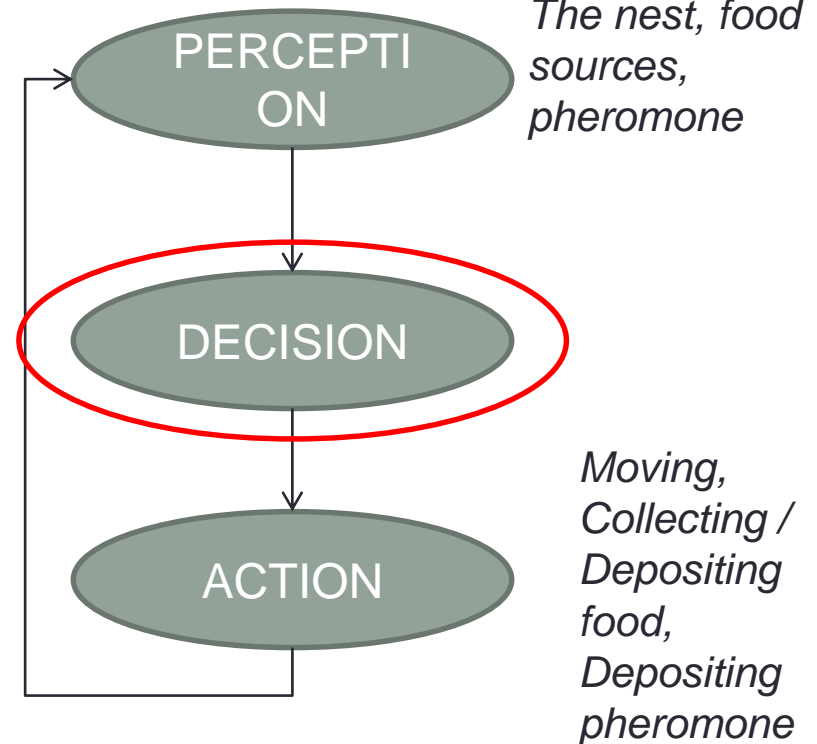 PERCEPTI
ON
The nest, food
sources,
pheromone
DECISION
ACTION
Moving,
Collecting /
Depositing
food,
Depositing
pheromone